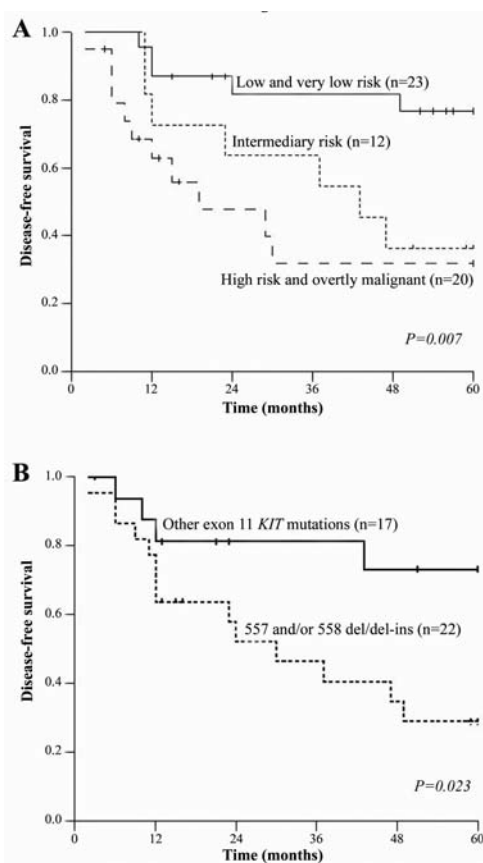 A
1.0
0.8
0.6
0.2
0.4
0.0
Disease-free survival
Low and very low risk (n=23)
Intermediary risk (n=12)
High risk and overtly malignant (n=20)
P=0.007
0 12 24 36 48 60
Time (months)
B
1.0
0.8
0.6
0.2
0.4
0.0
Disease-free survival
Other exon 11 KIT mutations (n=17)
557 and/or 558 del/del-ins (n=22)
P=0.023
0 12 24 36 48 60
Time (months)